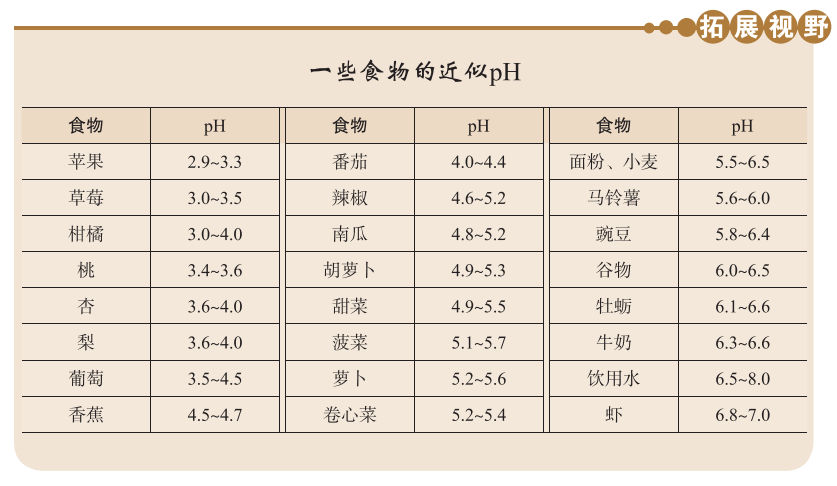 拓展视野
一些食物的近似pH
食物 pH 食物 pH 食物 pH
苹果 2.9~3.3 番茄 4.0~4.4 面粉、小麦 5.5~6.5
草莓 3.0~3.5 辣椒 4.6~5.2 马铃薯 5.6~6.0
柑橘 3.0~4.0 南瓜 4.8~5.2 豌豆 5.8~6.4
桃 3.4~3.6 胡萝卜 4.9~5.3 谷物 6.0~6.5
杏 3.6~4.0 甜菜 4.9~5.5 牡蛎 6.1~6.6
梨 3.6~4.0 菠菜 5.1~5.7 牛奶 6.3~6.6
葡萄 3.5~4.5 萝卜 5.2~5.6 饮用水 6.5~8.0
香蕉 4.5~4.7 卷心菜 5.2~5.4 虾 6.8~7.0